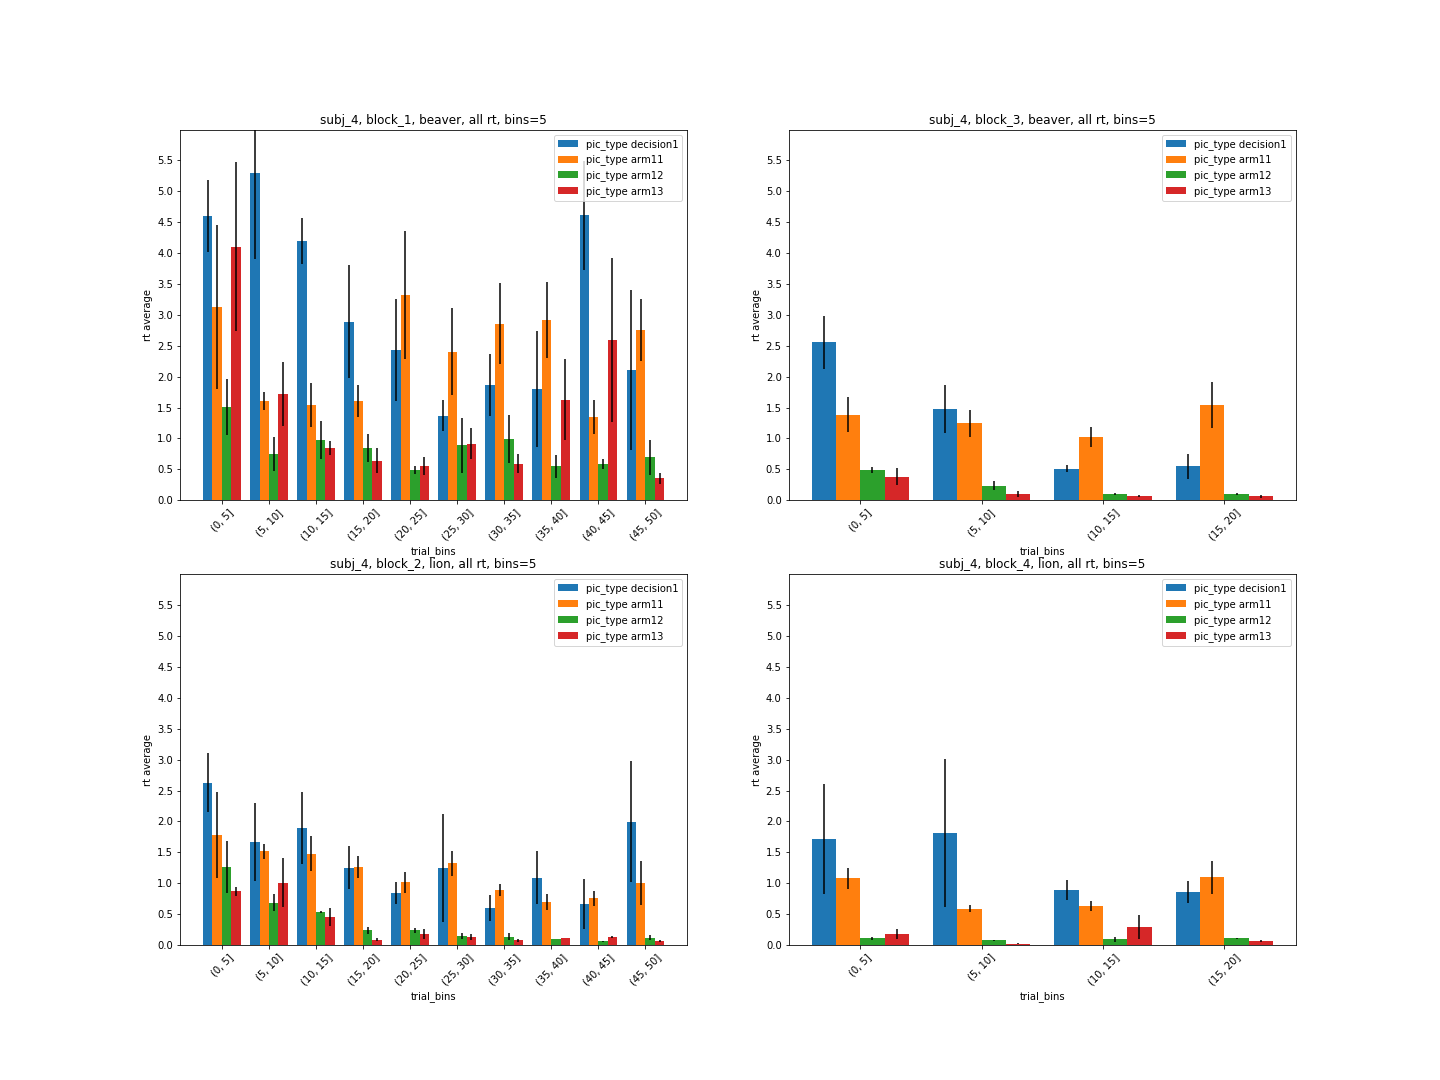 subj_4, block_1, beaver, all rt, bins=5
pic_type decision1
pic_type arm11
pic_type arm12
pic_type arm13
5.5
5.0
4.5
4.0
3.5
3.0
2.5
2.0
1.5
1.0
0.5
0.0
rt average
(0, 5]
(5, 10]
(10, 15]
(15, 20]
(20, 25]
(25, 30]
(30, 35]
(35, 40]
(40, 45]
(45, 50]
trial_bins
subj_4, block_3, beaver, all rt, bins=5
pic_type decision1
pic_type arm11
pic_type arm12
pic_type arm13
5.5
5.0
4.5
4.0
3.5
3.0
2.5
2.0
1.5
1.0
0.5
0.0
rt average
(0, 5]
(5, 10]
(10, 15]
(15, 20]
trial_bins
subj_4, block_2, lion, all rt, bins=5
pic_type decision1
pic_type arm11
pic_type arm12
pic_type arm13
5.5
5.0
4.5
4.0
3.5
3.0
2.5
2.0
1.5
1.0
0.5
0.0
rt average
(0, 5]
(5, 10]
(10, 15]
(15, 20]
(20, 25]
(25, 30]
(30, 35]
(35, 40]
(40, 45]
(45, 50]
trial_bins
subj_4, block_4, lion, all rt, bins=5
pic_type decision1
pic_type arm11
pic_type arm12
pic_type arm13
5.5
5.0
4.5
4.0
3.5
3.0
2.5
2.0
1.5
1.0
0.5
0.0
rt average
(0, 5]
(5, 10]
(10, 15]
(15, 20]
trial_bins